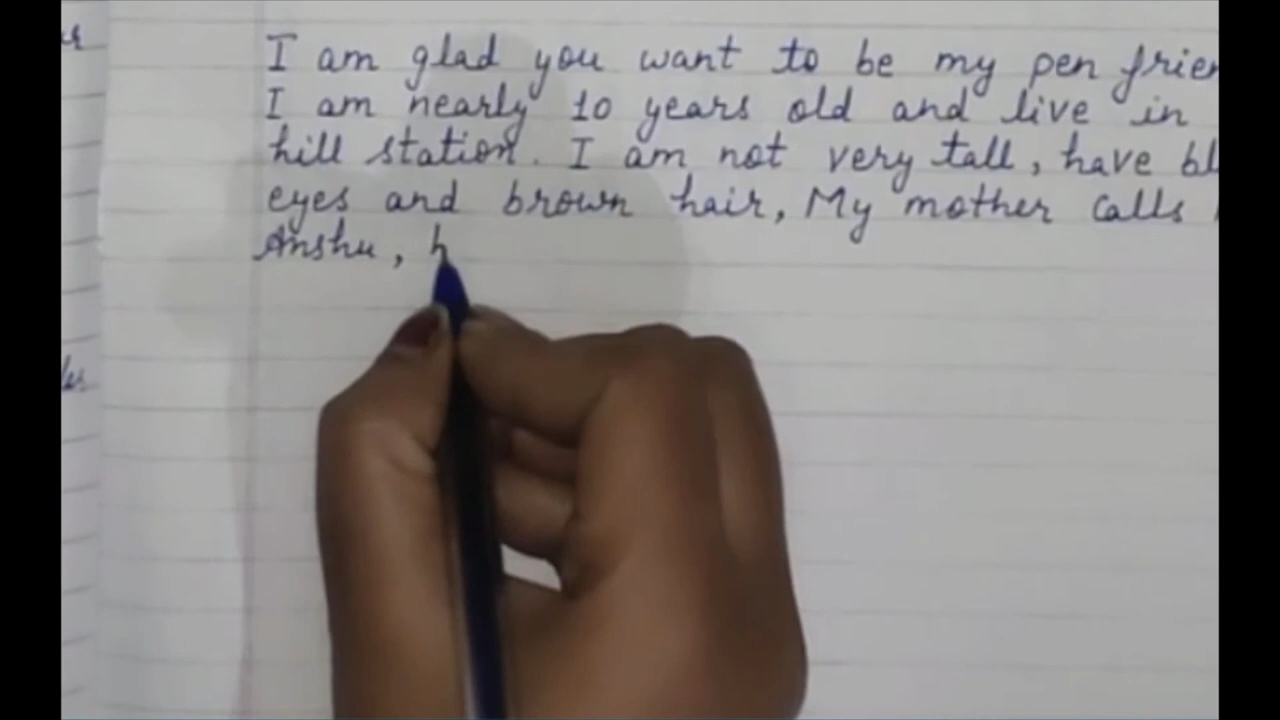 I am glad you want to be my pen frien
I am nearly 10 years old and live in
hill station. I am not very tall, have bl
eyes and brown hair, My mother calls
Anshu, h